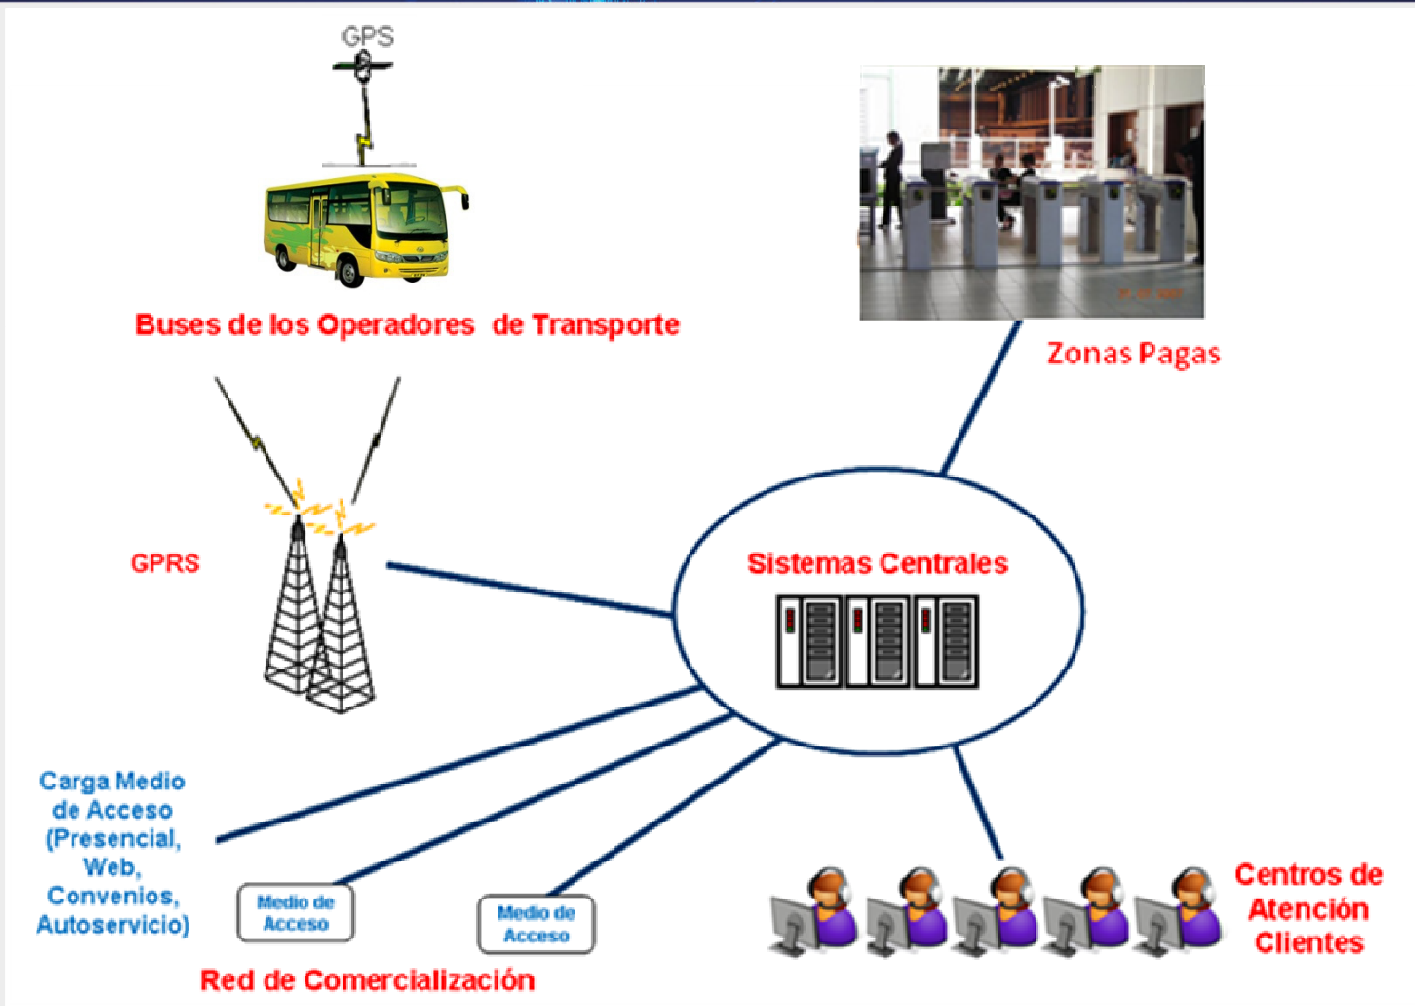 GPS
Buses de los Operadores de Transporte
Zonas Pagas
GPRS
Sistemas Centrales
Carga Medio
de Acceso
(Presencial,
Web,
Convenios,
Autoservicio)
Medio de
Acceso
Medio de
Acceso
Red de Comercialización
Centros de
Atención
Clientes